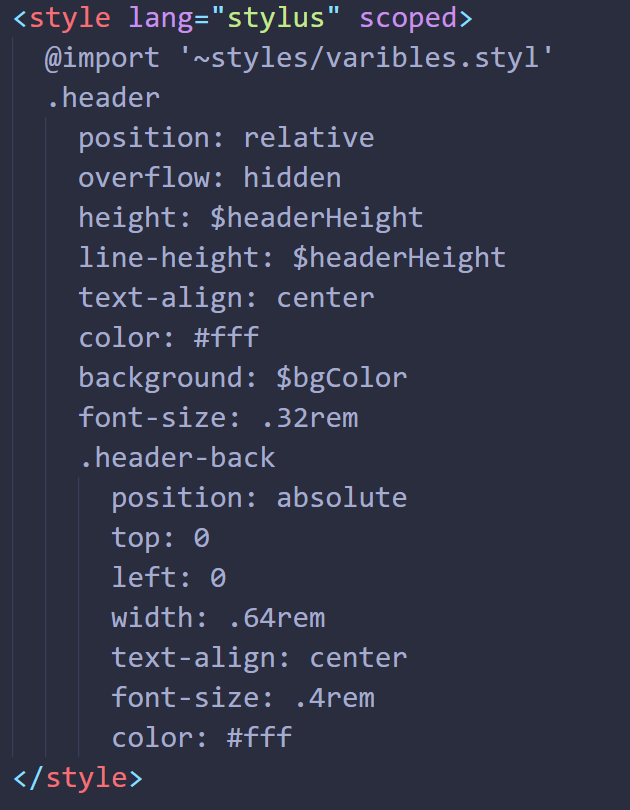 <style lang="stylus" scoped>
@import '~styles/varibles.styl'
.header
position: relative
overflow: hidden
height: $headerHeight
line-height: $headerHeight
text-align: center
color: #fff
background: $bgColor
font-size: .32rem
.header-back
position: absolute
top: 0
left: 0
width: .64rem
text-align: center
font-size: .4rem
color: #fff
</style>